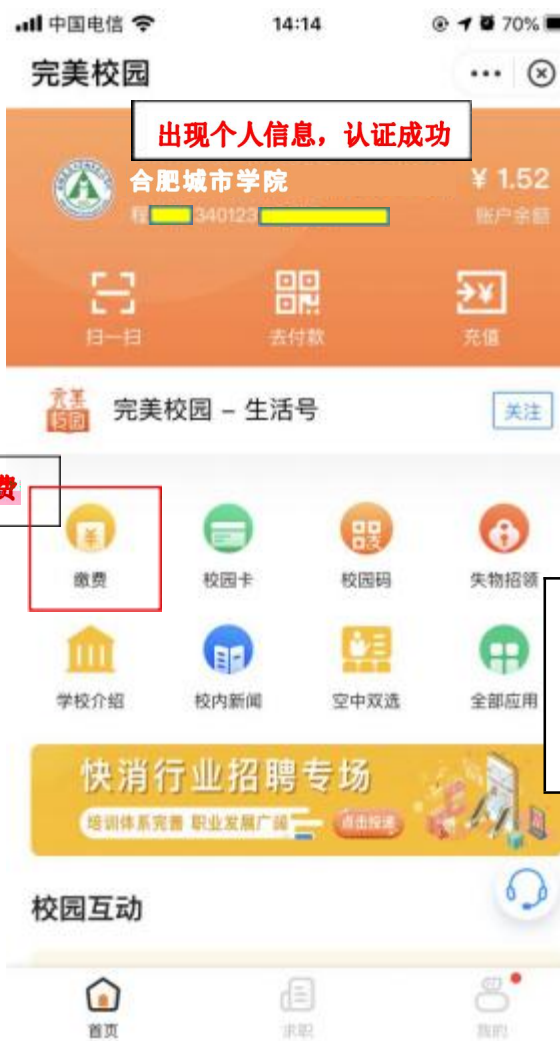 中国电信 14:14 70%
完美校园
出现个人信息，认证成功
合肥城市学院 ¥ 1.52
程 340123 账户余额
扫一扫 去付款 充值
完美校园
完美校园 – 生活号 关注
费
缴费 校园卡 校园码 失物招领
学校介绍 校内新闻 空中双选 全部应用
快消行业招聘专场
培训体系完善 职业发展广阔 点击投递
校园互动
首页 求职 我的